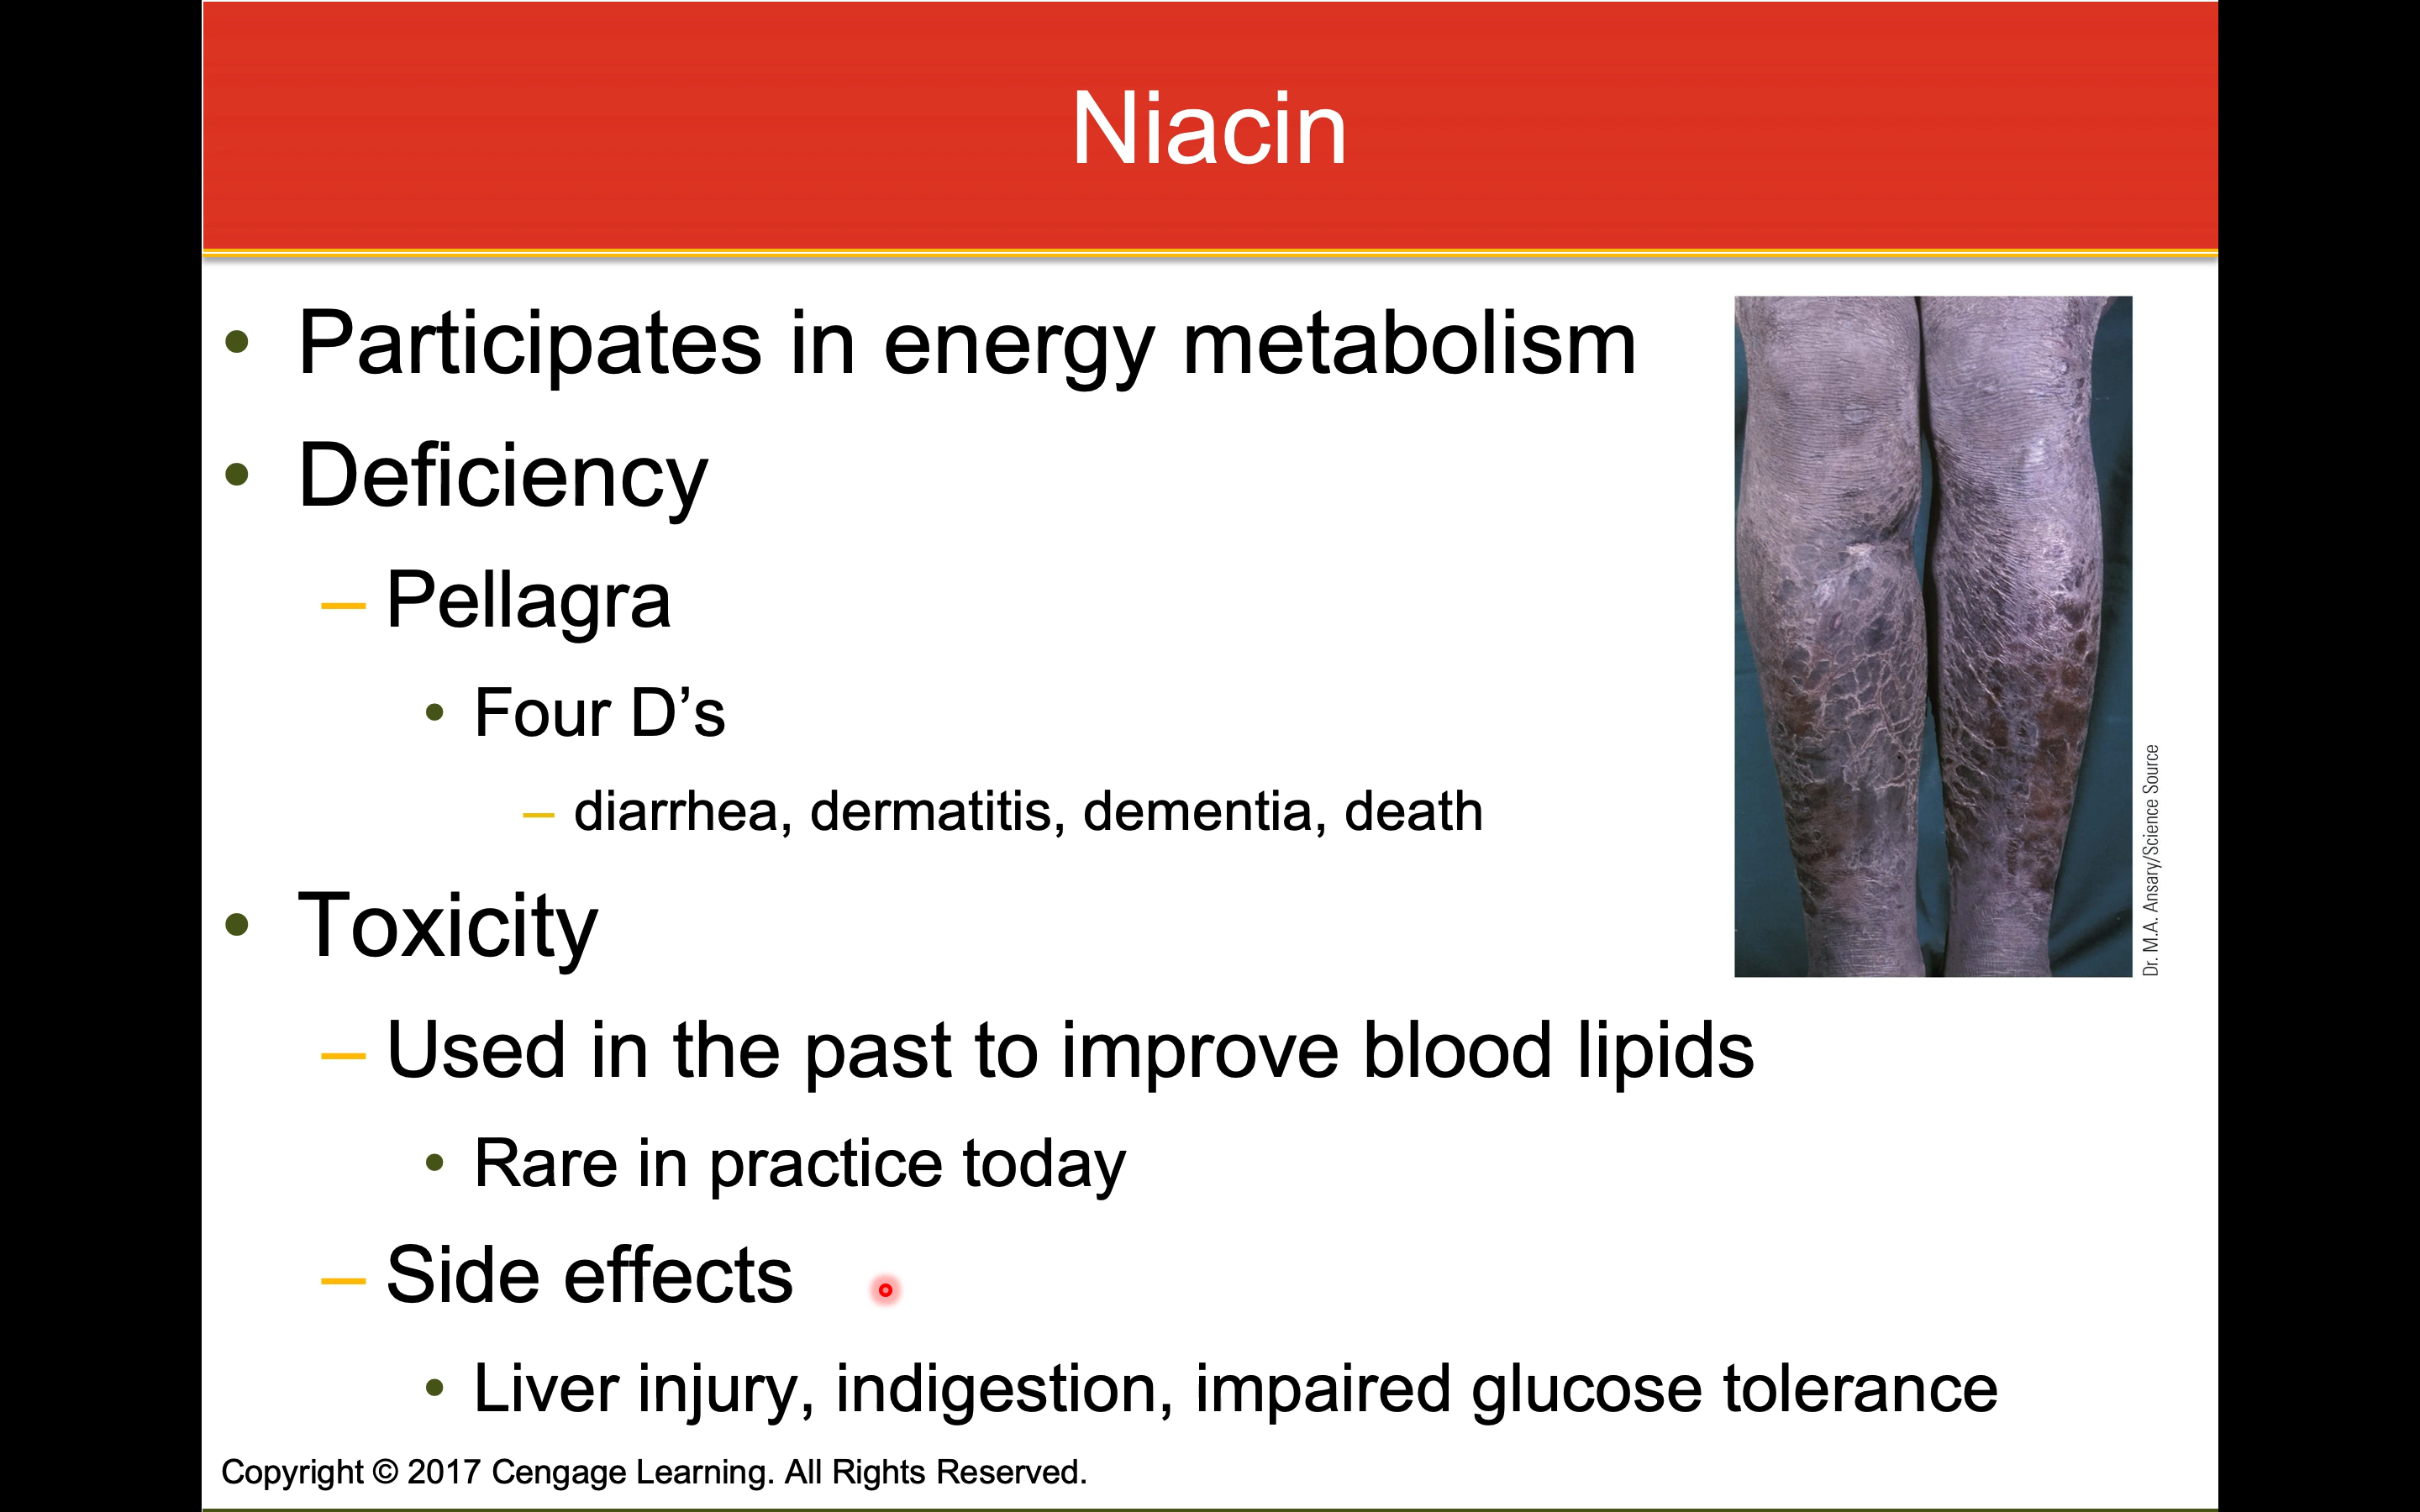 Niacin
• Participates in energy metabolism
• Deficiency
– Pellagra
• Four D’s
– diarrhea, dermatitis, dementia, death
• Toxicity
– Used in the past to improve blood lipids
• Rare in practice today
– Side effects
• Liver injury, indigestion, impaired glucose tolerance
Dr. M.A. Ansary/Science Source
Copyright © 2017 Cengage Learning. All Rights Reserved.